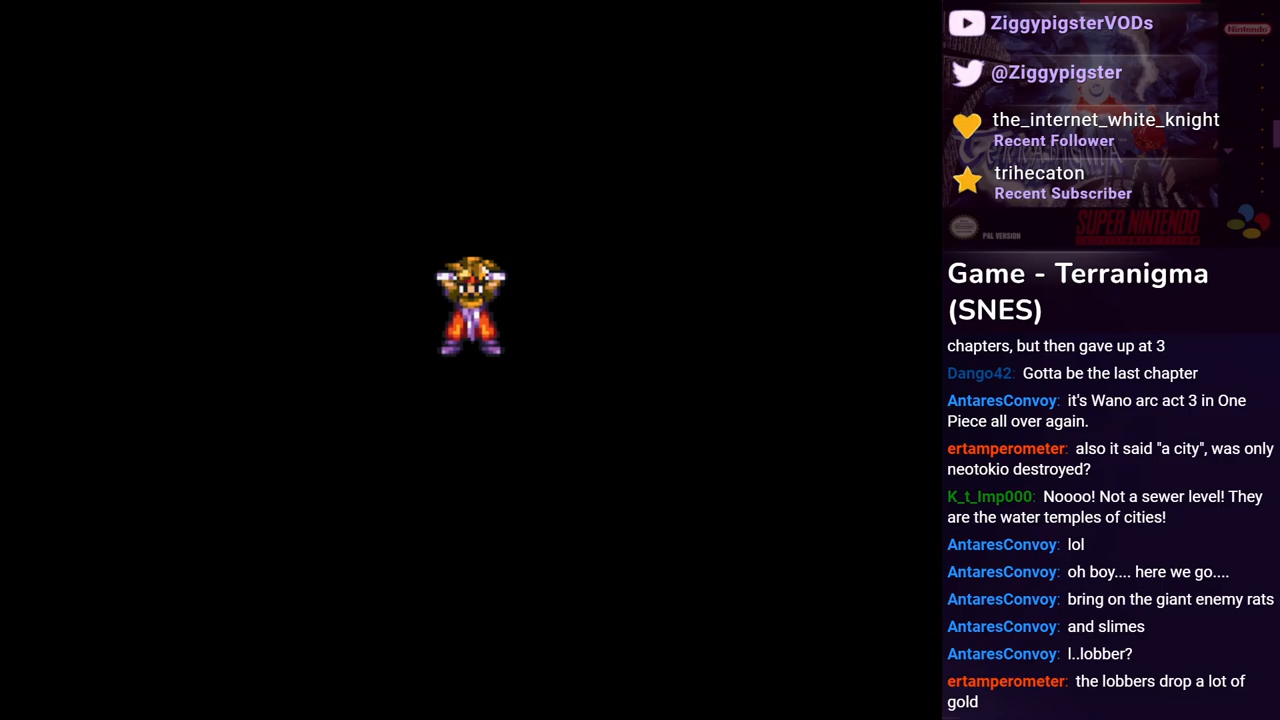 ZiggypigsterVODs
Nintendo
@Ziggypigster
the_internet_white_knight
Recent Follower
trihecaton
Recent Subscriber
PAL VERSION
SUPER NINTENDO
Game - Terranigma
(SNES)
chapters, but then gave up at 3
Dango42: Gotta be the last chapter
AntaresConvoy: it's Wano arc act 3 in One
Piece all over again.
ertamperometer: also it said "a city", was only
neotokio destroyed?
K_t_Imp000: Noooo! Not a sewer level! They
are the water temples of cities!
AntaresConvoy: lol
AntaresConvoy: oh boy.... here we go....
AntaresConvoy: bring on the giant enemy rats
AntaresConvoy: and slimes
AntaresConvoy: l..lobber?
ertamperometer: the lobbers drop a lot of
gold